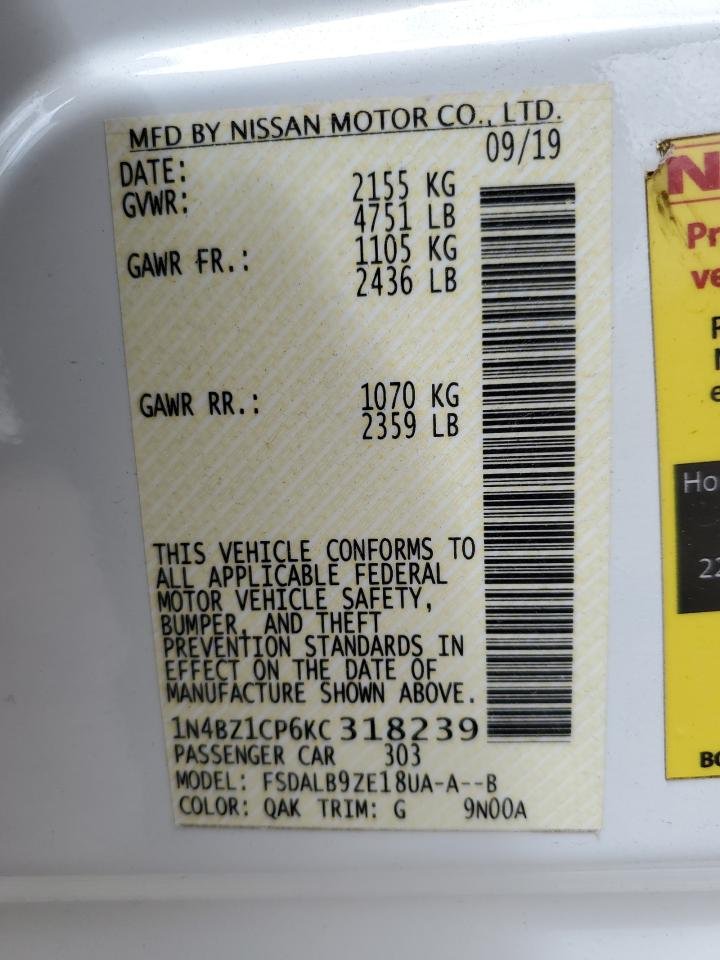 MFD BY NISSAN MOTOR CO., LTD.
DATE: 09/19
GVWR: 2155 KG
4751 LB
GAWR FR.: 1105 KG
2436 LB
GAWR RR.: 1070 KG
2359 LB
THIS VEHICLE CONFORMS TO
ALL APPLICABLE FEDERAL
MOTOR VEHICLE SAFETY,
BUMPER, AND THEFT
PREVENTION STANDARDS IN
EFFECT ON THE DATE OF
MANUFACTURE SHOWN ABOVE.
1N4BZ1CP6KC318239
PASSENGER CAR 303
MODEL: FSDALB9ZE18UA-A--B
COLOR: QAK TRIM: G 9N00A